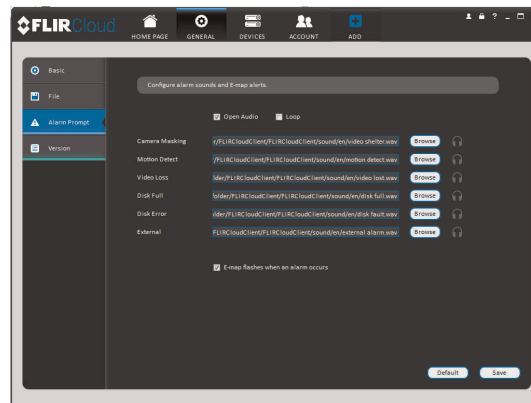 FLIR Cloud
HOME PAGE GENERAL DEVICES ACCOUNT ADD
Basic
File
Alarm Prompt
Version
Configure alarm sounds and E-map alerts.
Open Audio Loop
Camera Masking r/FLIRCloudClient/FLIRCloudClient/sound/en/video shelter.wav Browse
Motion Detect /FLIRCloudClient/FLIRCloudClient/sound/en/motion detect.wav Browse
Video Loss lder/FLIRCloudClient/FLIRCloudClient/sound/en/video lost.wav Browse
Disk Full folder/FLIRCloudClient/FLIRCloudClient/sound/en/disk full.wav Browse
Disk Error lder/FLIRCloudClient/FLIRCloudClient/sound/en/disk fault.wav Browse
External FLIRCloudClient/FLIRCloudClient/sound/en/external alarm.wav Browse
E-map flashes when an alarm occurs
Default Save